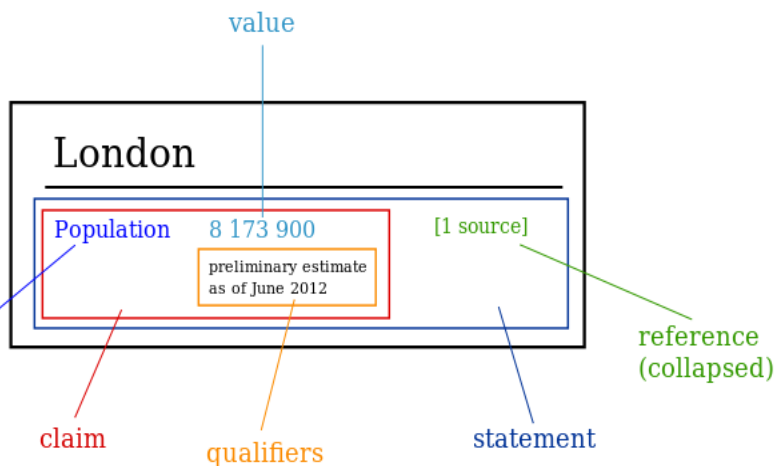 value
London
Population 8 173 900 [1 source]
preliminary estimate
as of June 2012
reference
(collapsed)
claim
qualifiers
statement